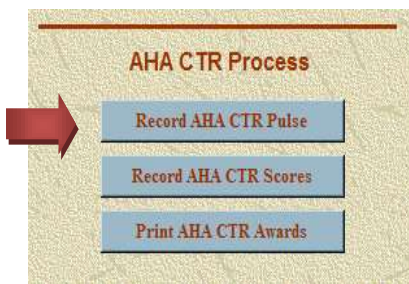 AHA CTR Process
Record AHA CTR Pulse
Record AHA CTR Scores
Print AHA CTR Awards